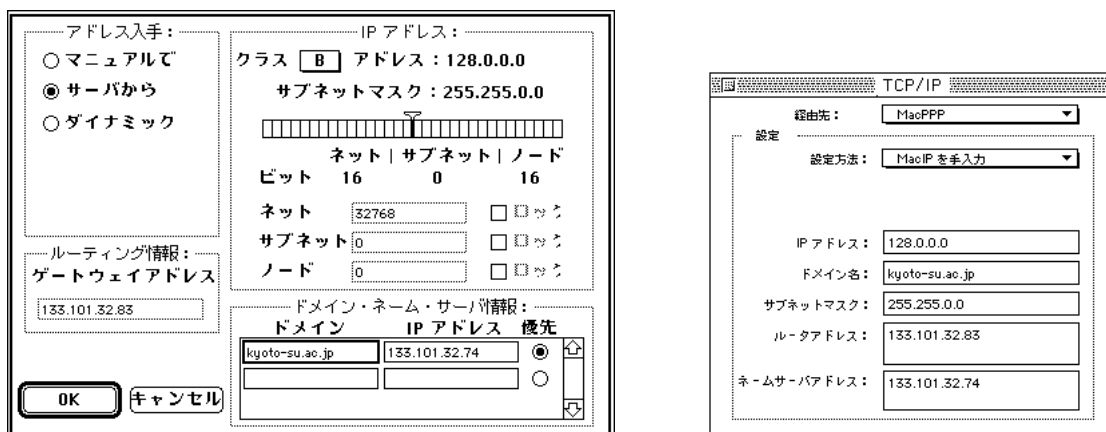 アドレス入手：
マニュアルで
サーバから
ダイナミック
ルーティング情報：
ゲートウェイアドレス
133.101.32.83
OK
キャンセル
IP アドレス：
クラス B アドレス：128.0.0.0
サブネットマスク：255.255.0.0
ネット | サブネット | ノード
ビット 16 0 16
ネット 32768 ロック
サブネット 0 ロック
ノード 0 ロック
ドメイン・ネーム・サーバ情報：
ドメイン IP アドレス 優先
kyoto-su.ac.jp 133.101.32.74
TCP/IP
経由先： MacPPP
設定
設定方法： MacIP を手入力
IP アドレス： 128.0.0.0
ドメイン名： kyoto-su.ac.jp
サブネットマスク： 255.255.0.0
ルータアドレス： 133.101.32.83
ネームサーバアドレス： 133.101.32.74